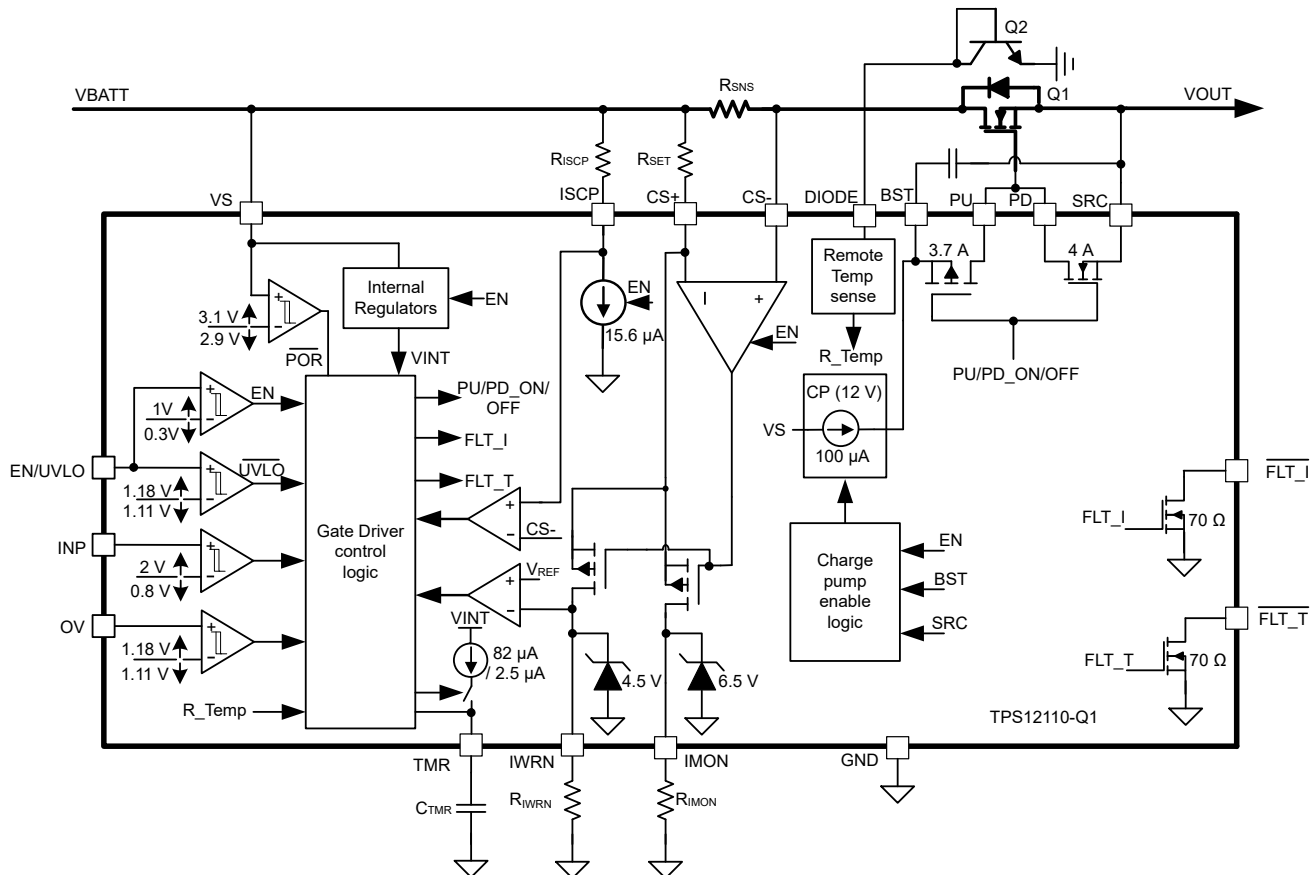 Q2
VBATT
RSNS
Q1
VOUT
RISCP
RSET
VS
ISCP
CS+
CS-
DIODE
BST
PU
PD
SRC
3.7 A
4 A
Internal
Regulators
EN
EN
15.6 µA
I
+
EN
Remote
Temp
sense
R_Temp
PU/PD_ON/OFF
3.1 V
2.9 V
+
−
POR
VINT
EN/UVLO
1V
0.3V
+
−
EN
1.18 V
1.11 V
+
−
UVLO
INP
2 V
0.8 V
+
−
OV
1.18 V
1.11 V
+
−
R_Temp
Gate Driver
control
logic
PU/PD_ON/
OFF
FLT_I
FLT_T
+
−
CS-
VREF
+
−
VINT
82 µA
/ 2.5 µA
4.5 V
6.5 V
CP (12 V)
VS
100 µA
Charge
pump
enable
logic
EN
BST
SRC
FLT_I
FLT_I
70 Ω
FLT_T
FLT_T
70 Ω
TPS12110-Q1
TMR
IWRN
IMON
GND
CTMR
RIWRN
RIMON